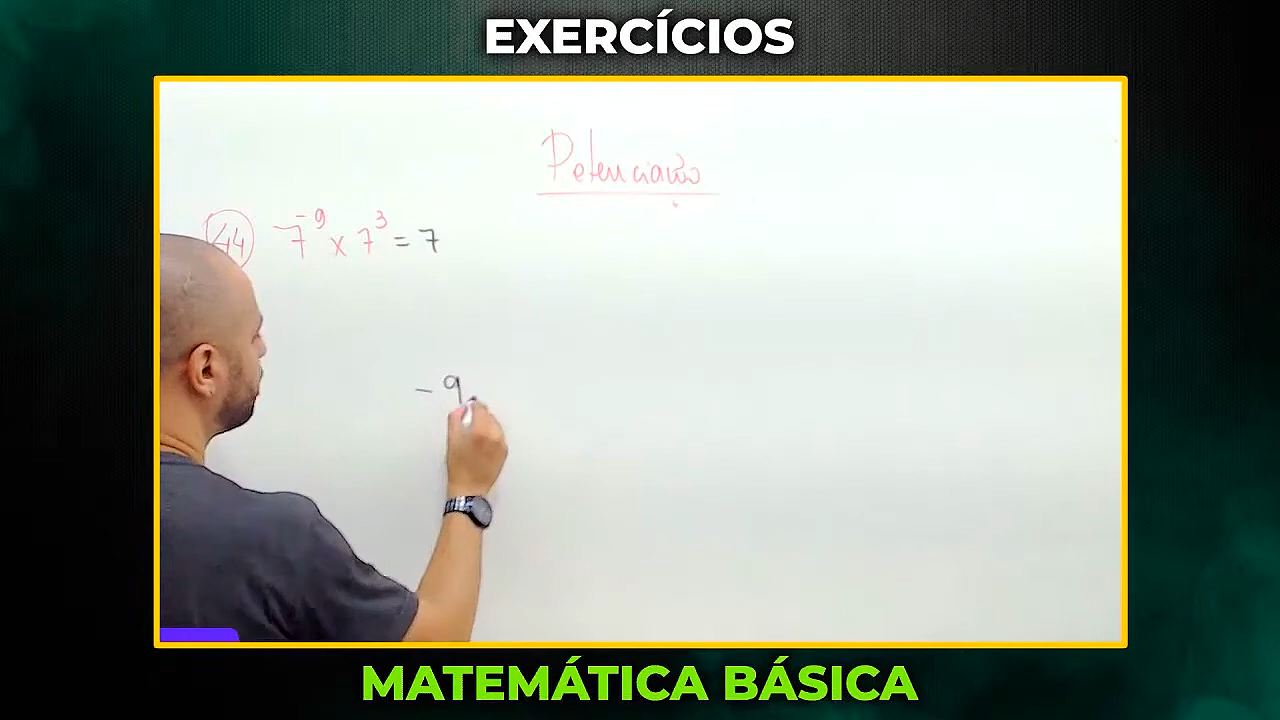 EXERCÍCIOS
Potenciação
44 7⁻⁹ x 7³ = 7
- 9
MATEMÁTICA BÁSICA